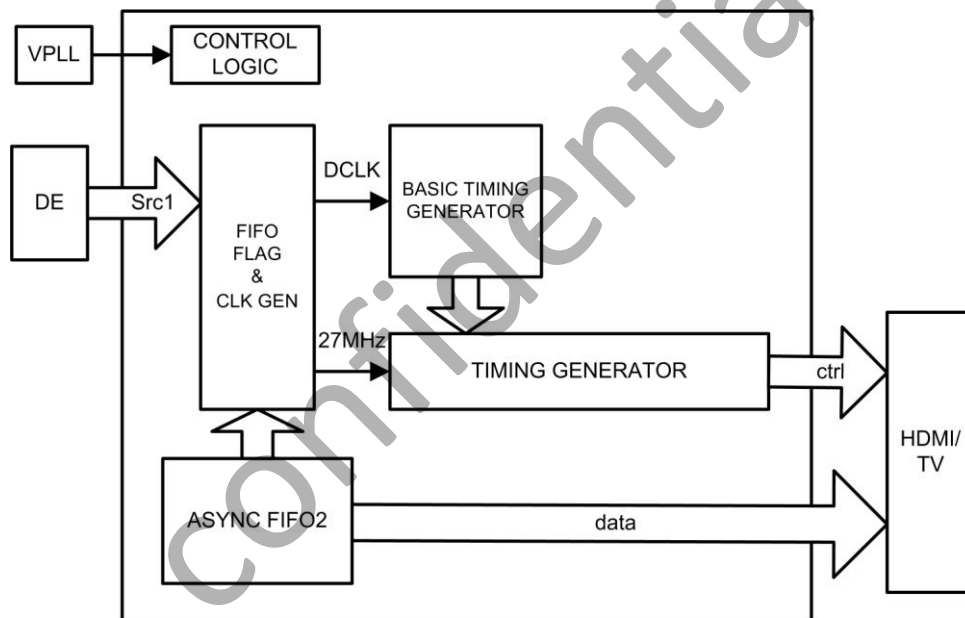 VPLL
CONTROL
LOGIC
DE
Src1
FIFO
FLAG
&
CLK GEN
DCLK
BASIC TIMING
GENERATOR
27MHz
TIMING GENERATOR
ctrl
HDMI/
TV
ASYNC FIFO2
data
confidential